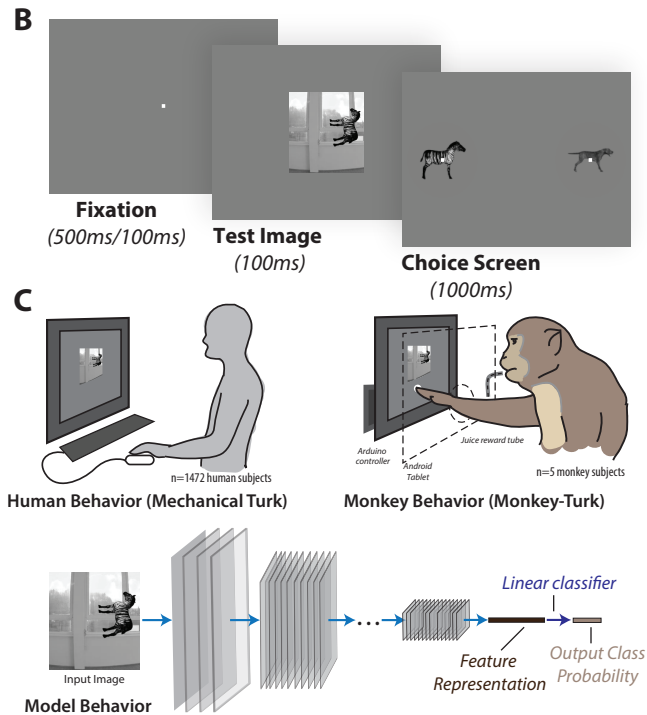 B
Fixation
(500ms/100ms)
Test Image
(100ms)
Choice Screen
(1000ms)
C
Arduino
controller
Android
Tablet
Juice reward tube
n=1472 human subjects
n=5 monkey subjects
Human Behavior (Mechanical Turk)
Monkey Behavior (Monkey-Turk)
Linear classifier
...
Input Image
Feature
Representation
Output Class
Probability
Model Behavior